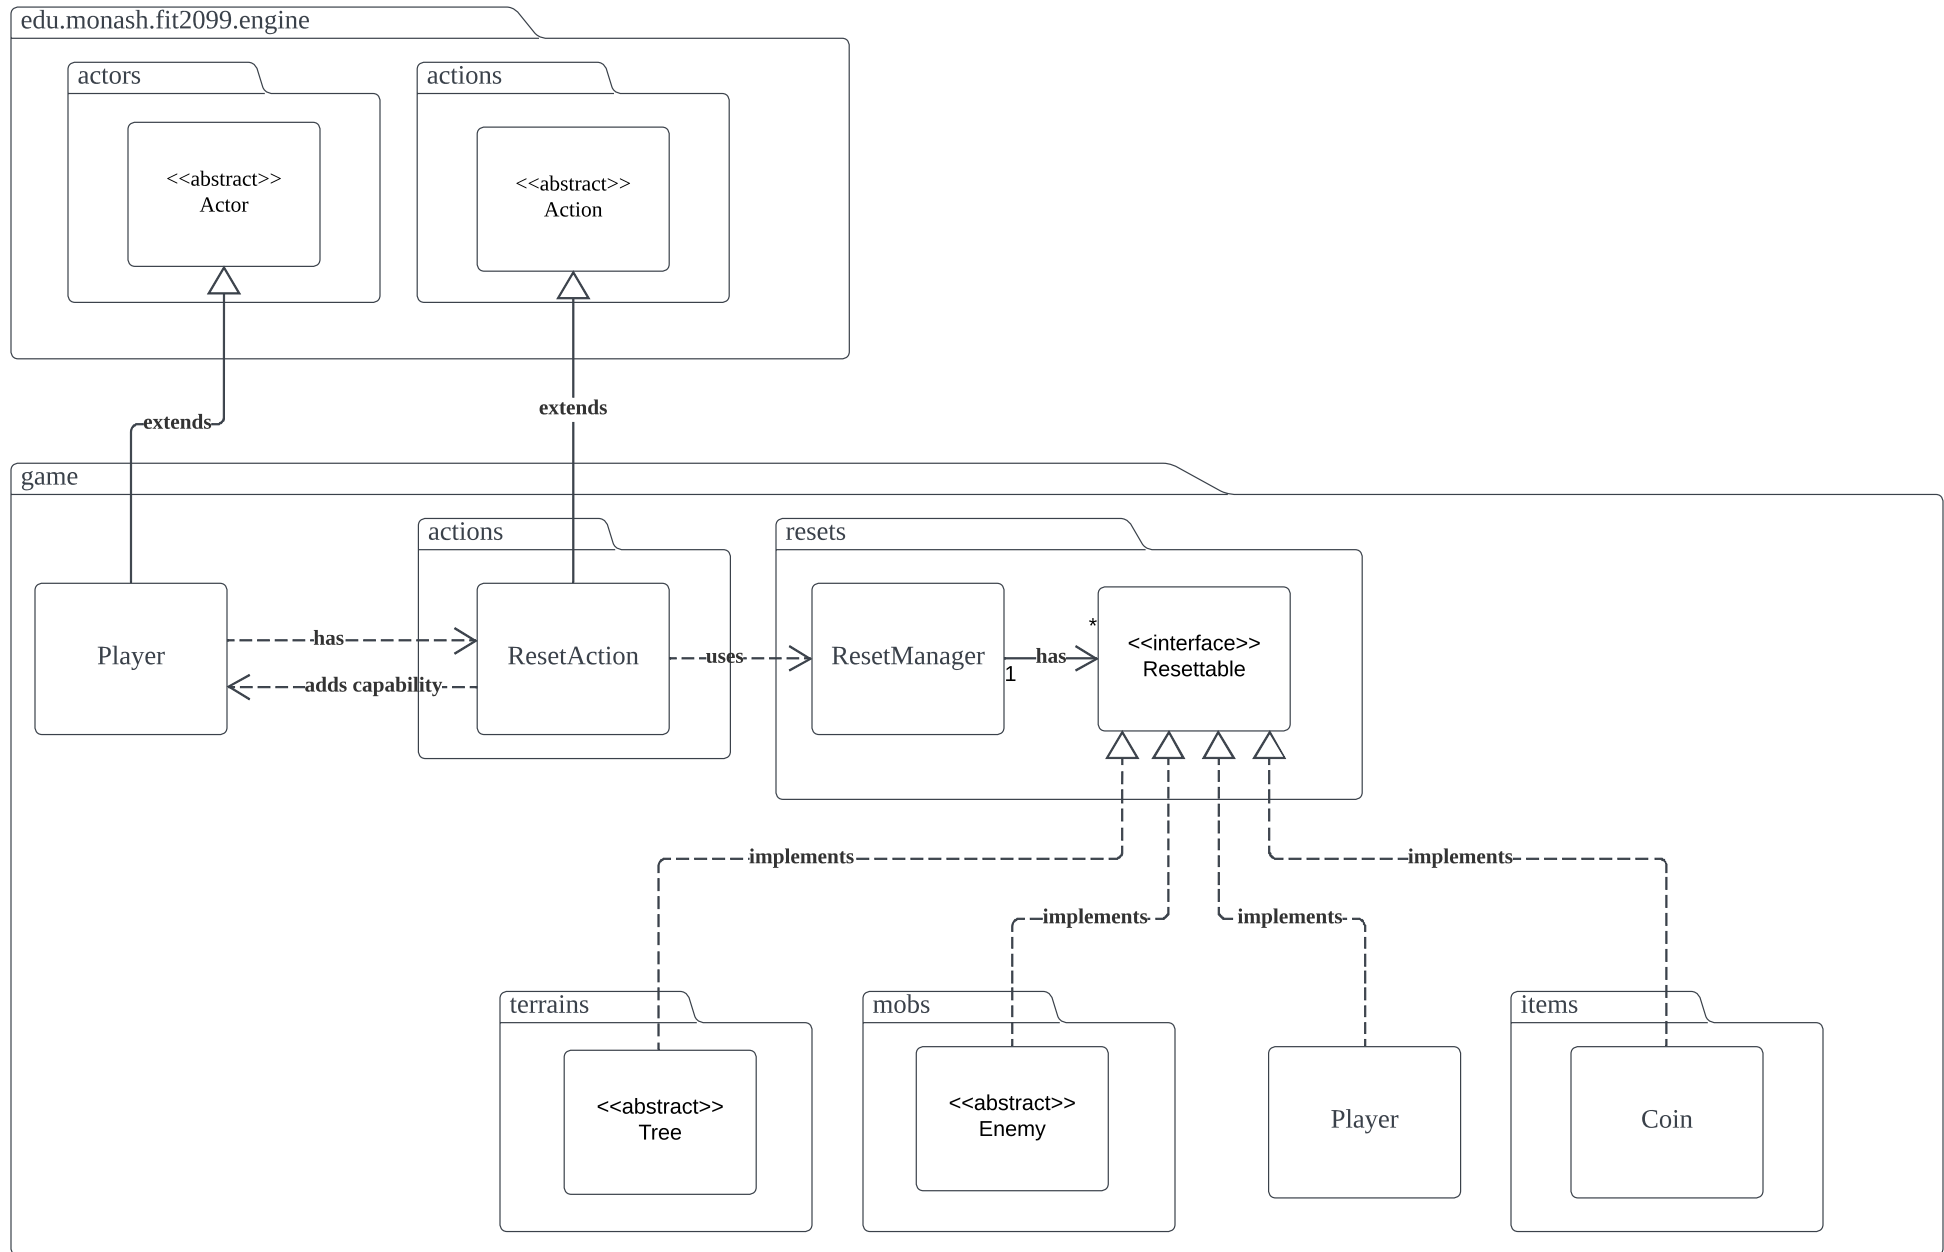 edu.monash.fit2099.engine
actors
actions
<<abstract>>
Actor
<<abstract>>
Action
extends
extends
game
actions
resets
Player
has
adds capability
ResetAction
uses
ResetManager
1
has
*
<<interface>>
Resettable
implements
implements
implements
implements
terrains
mobs
items
<<abstract>>
Tree
<<abstract>>
Enemy
Player
Coin